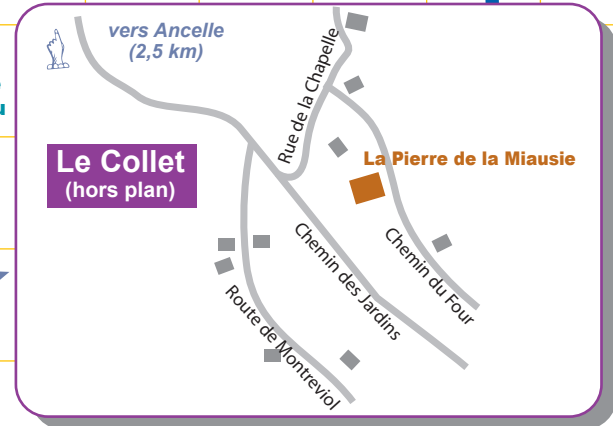 vers Ancelle
(2,5 km)
Rue de la Chapelle
Le Collet
(hors plan)
La Pierre de la Miausie
Chemin des Jardins
Chemin du Four
Route de Montreviol